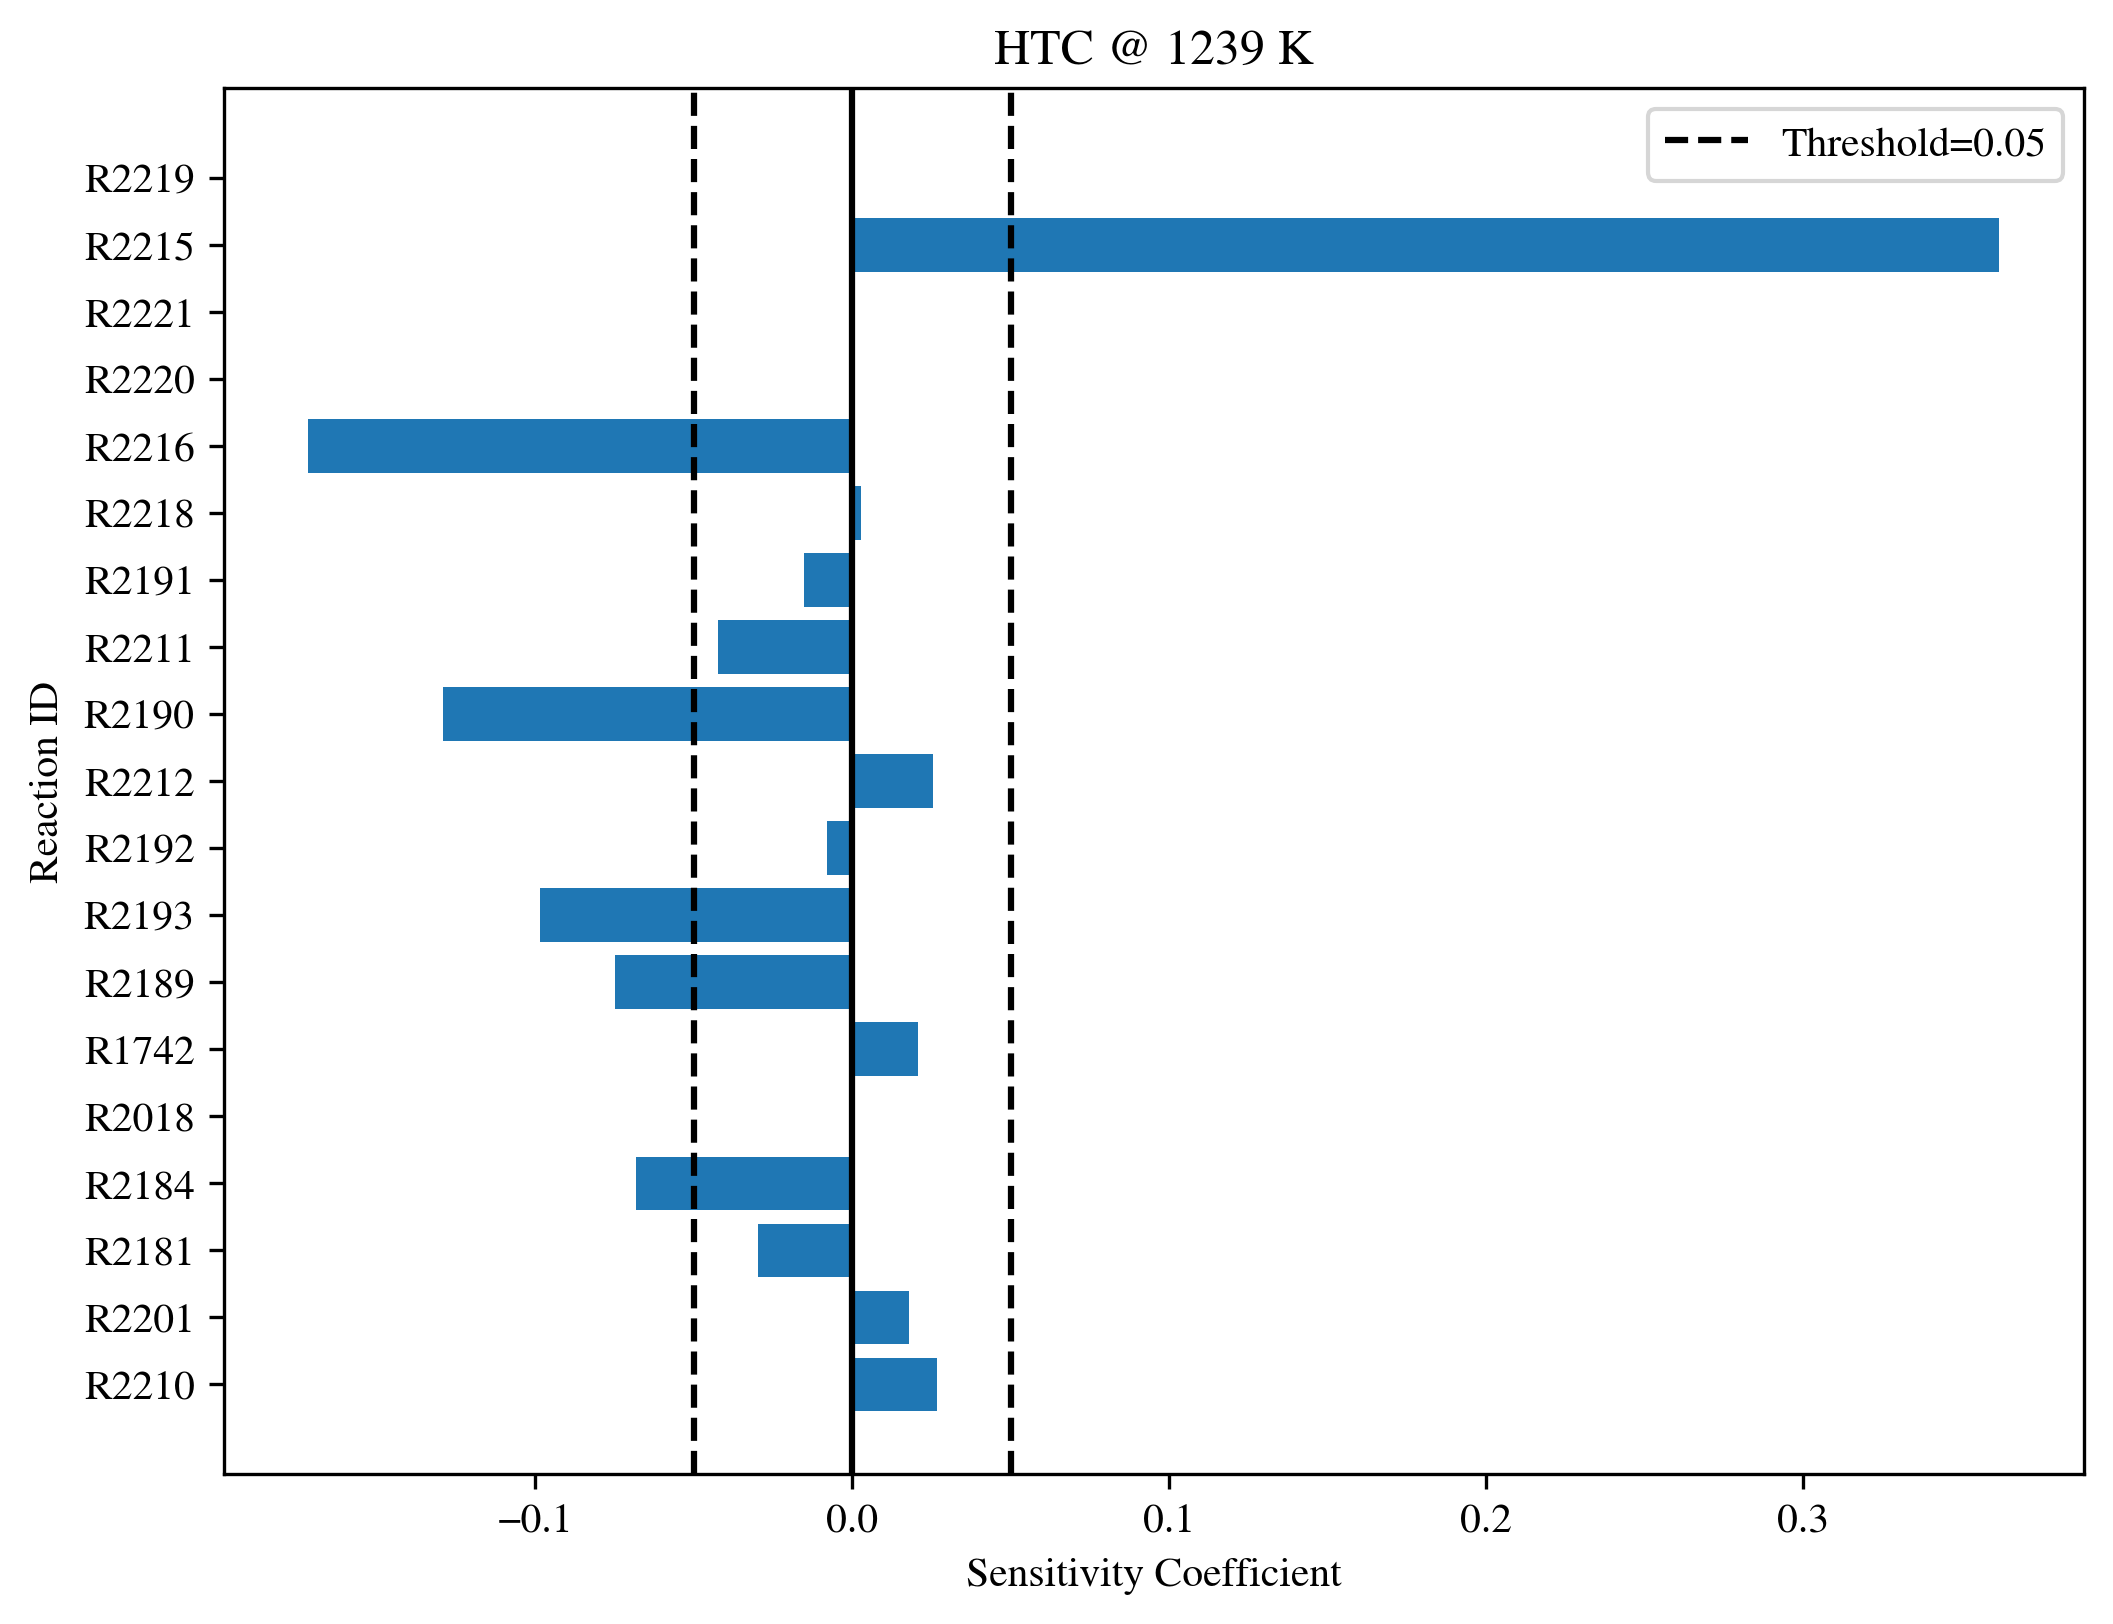 HTC @ 1239 K
Threshold=0.05
R2219
R2215
R2221
R2220
R2216
R2218
R2191
R2211
R2190
R2212
R2192
R2193
R2189
R1742
R2018
R2184
R2181
R2201
R2210
Reaction ID
−0.1 0.0 0.1 0.2 0.3
Sensitivity Coefficient